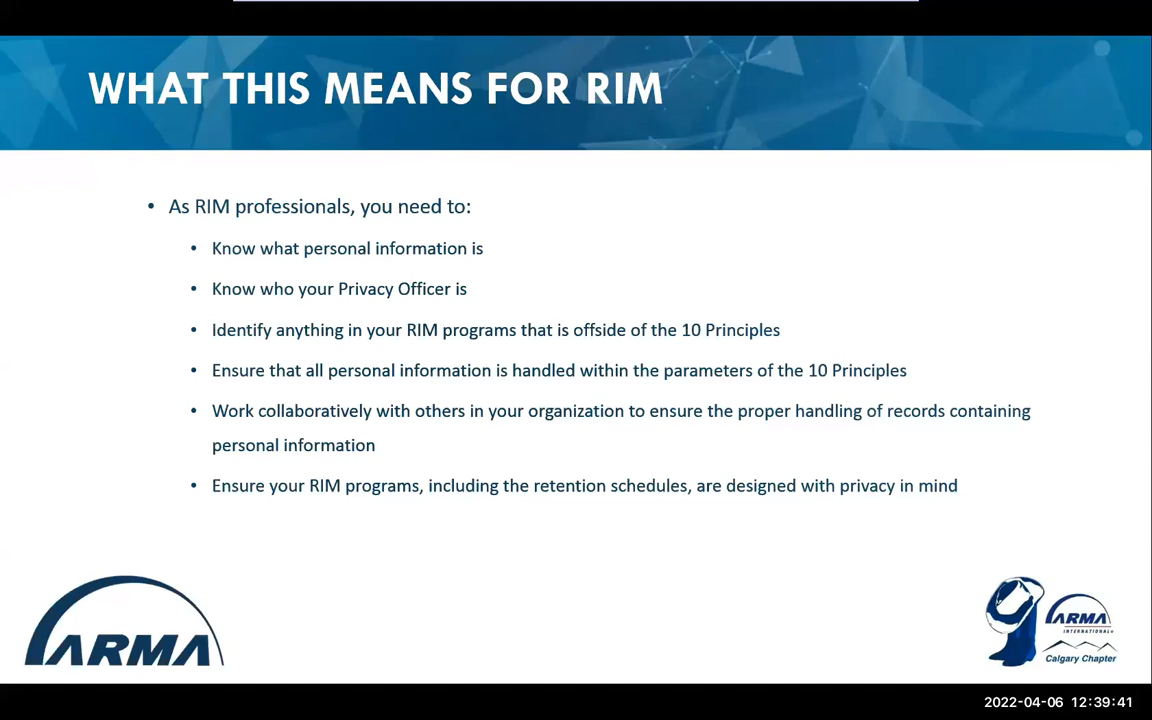 WHAT THIS MEANS FOR RIM
• As RIM professionals, you need to:
• Know what personal information is
• Know who your Privacy Officer is
• Identify anything in your RIM programs that is offside of the 10 Principles
• Ensure that all personal information is handled within the parameters of the 10 Principles
• Work collaboratively with others in your organization to ensure the proper handling of records containing
personal information
• Ensure your RIM programs, including the retention schedules, are designed with privacy in mind
ARMA
ARMA
INTERNATIONAL®
Calgary Chapter
2022-04-06 12:39:41